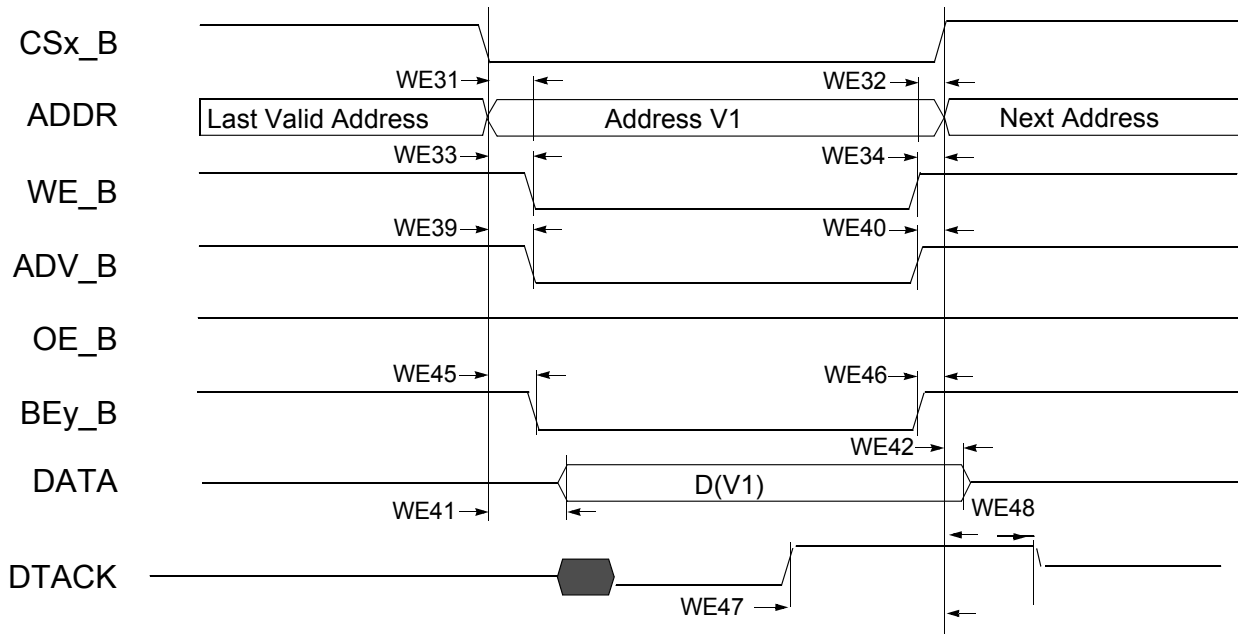 CSx_B
WE31
WE32
ADDR
Last Valid Address
Address V1
Next Address
WE33
WE34
WE_B
WE39
WE40
ADV_B
OE_B
WE45
WE46
BEy_B
WE42
DATA
D(V1)
WE41
WE48
DTACK
WE47